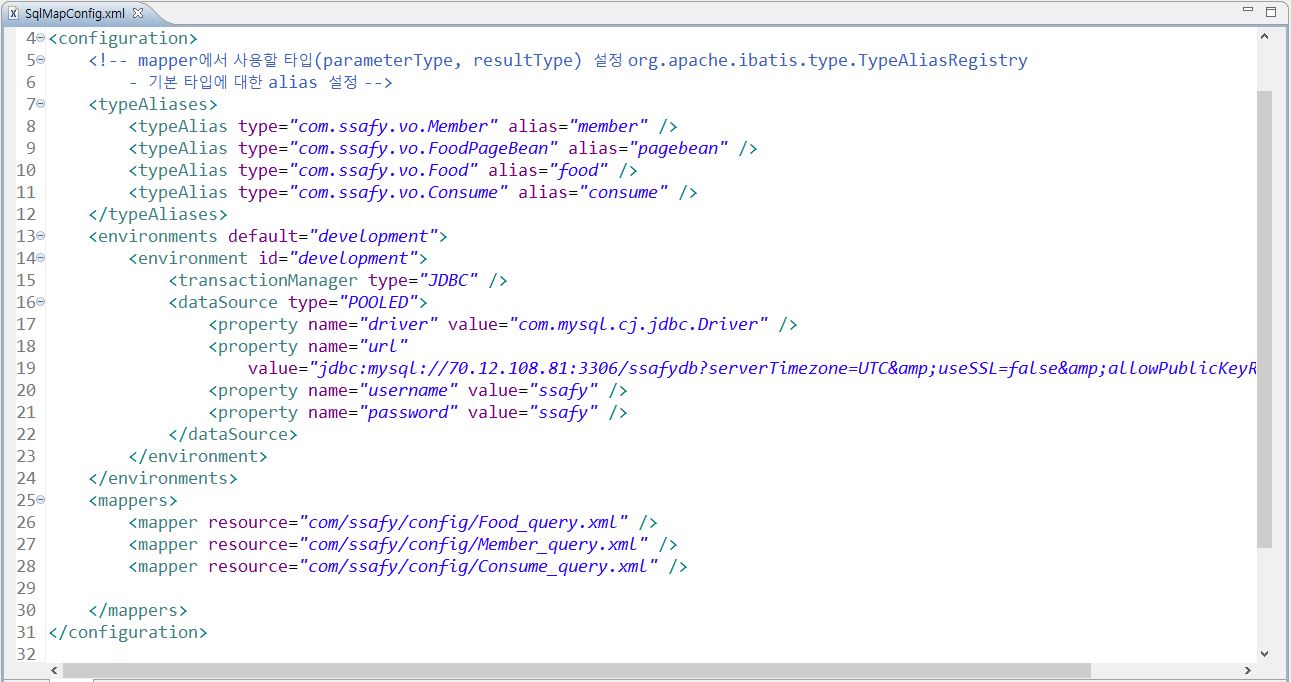 SqlMapConfig.xml
4 <configuration>
5 <!-- mapper에서 사용할 타입(parameterType, resultType) 설정 org.apache.ibatis.type.TypeAliasRegistry
6 - 기본 타입에 대한 alias 설정 -->
7 <typeAliases>
8 <typeAlias type="com.ssafy.vo.Member" alias="member" />
9 <typeAlias type="com.ssafy.vo.FoodPageBean" alias="pagebean" />
10 <typeAlias type="com.ssafy.vo.Food" alias="food" />
11 <typeAlias type="com.ssafy.vo.Consume" alias="consume" />
12 </typeAliases>
13 <environments default="development">
14 <environment id="development">
15 <transactionManager type="JDBC" />
16 <dataSource type="POOLED">
17 <property name="driver" value="com.mysql.cj.jdbc.Driver" />
18 <property name="url"
19 value="jdbc:mysql://70.12.108.81:3306/ssafydb?serverTimezone=UTC&amp;useSSL=false&amp;allowPublicKeyR
20 <property name="username" value="ssafy" />
21 <property name="password" value="ssafy" />
22 </dataSource>
23 </environment>
24 </environments>
25 <mappers>
26 <mapper resource="com/ssafy/config/Food_query.xml" />
27 <mapper resource="com/ssafy/config/Member_query.xml" />
28 <mapper resource="com/ssafy/config/Consume_query.xml" />
29
30 </mappers>
31 </configuration>
32